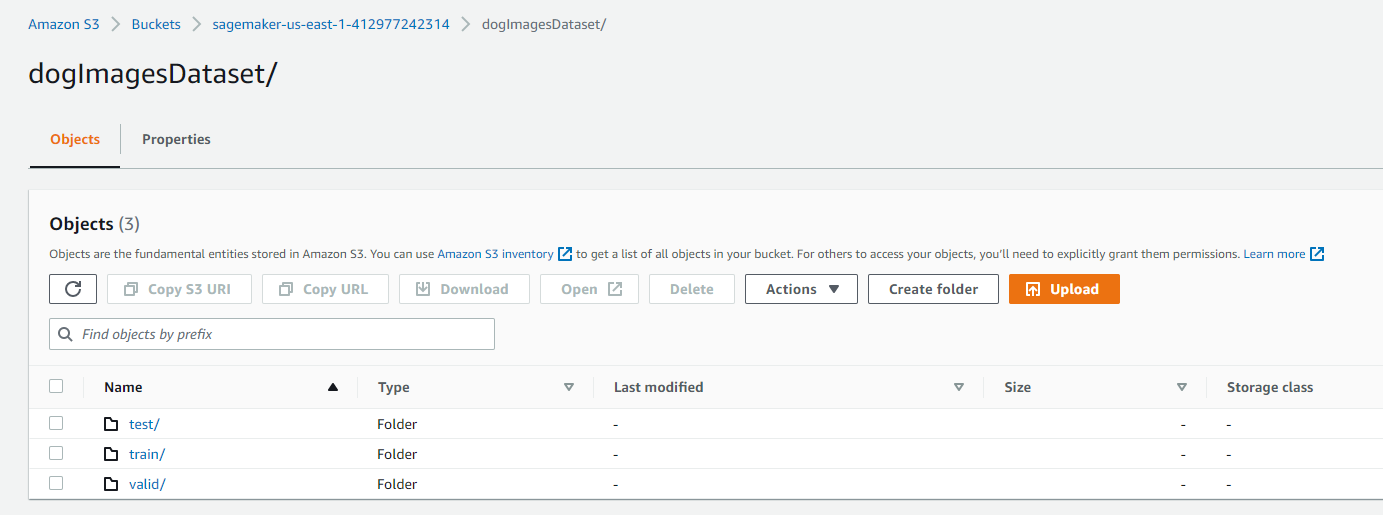 Amazon S3 > Buckets > sagemaker-us-east-1-412977242314 > dogImagesDataset/
dogImagesDataset/
Objects Properties
Objects (3)
Objects are the fundamental entities stored in Amazon S3. You can use Amazon S3 inventory to get a list of all objects in your bucket. For others to access your objects, you'll need to explicitly grant them permissions. Learn more
Copy S3 URI Copy URL Download Open Delete Actions Create folder Upload
Find objects by prefix
Name Type Last modified Size Storage class
test/ Folder - - -
train/ Folder - - -
valid/ Folder - - -